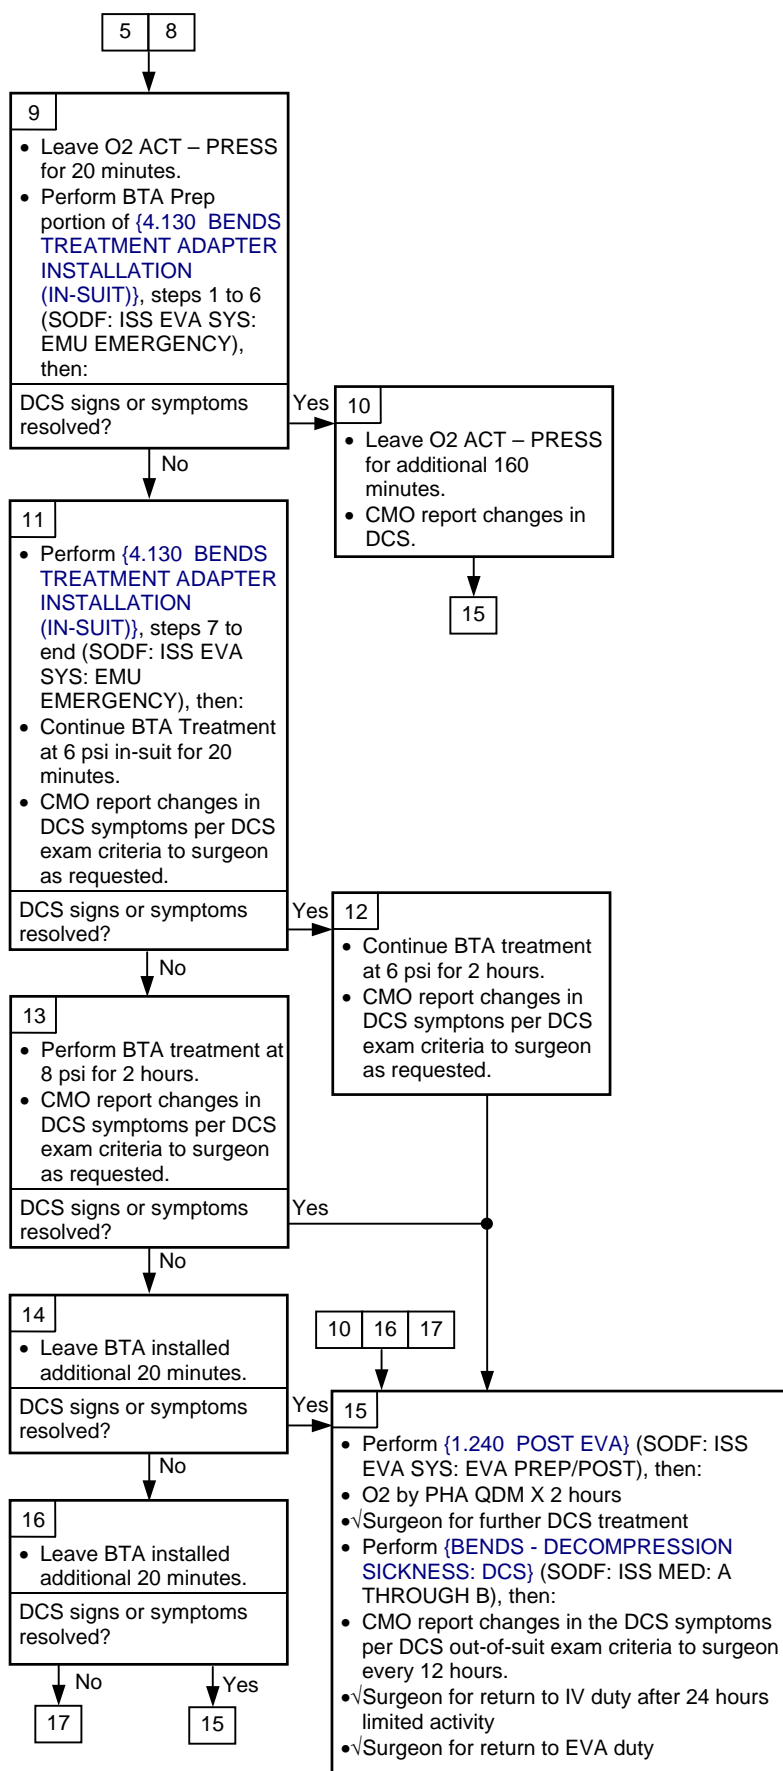 5 8
9
• Leave O2 ACT – PRESS
for 20 minutes.
• Perform BTA Prep
portion of {4.130 BENDS
TREATMENT ADAPTER
INSTALLATION
(IN-SUIT)}, steps 1 to 6
(SODF: ISS EVA SYS:
EMU EMERGENCY),
then:
DCS signs or symptoms
resolved?
Yes
No
10
• Leave O2 ACT – PRESS
for additional 160
minutes.
• CMO report changes in
DCS.
15
11
• Perform {4.130 BENDS
TREATMENT ADAPTER
INSTALLATION
(IN-SUIT)}, steps 7 to
end (SODF: ISS EVA
SYS: EMU
EMERGENCY), then:
• Continue BTA Treatment
at 6 psi in-suit for 20
minutes.
• CMO report changes in
DCS symptoms per DCS
exam criteria to surgeon
as requested.
DCS signs or symptoms
resolved?
Yes
No
12
• Continue BTA treatment
at 6 psi for 2 hours.
• CMO report changes in
DCS symptons per DCS
exam criteria to surgeon
as requested.
13
• Perform BTA treatment at
8 psi for 2 hours.
• CMO report changes in
DCS symptoms per DCS
exam criteria to surgeon
as requested.
DCS signs or symptoms
resolved?
Yes
No
14
• Leave BTA installed
additional 20 minutes.
DCS signs or symptoms
resolved?
Yes
No
10 16 17
15
• Perform {1.240 POST EVA} (SODF: ISS
EVA SYS: EVA PREP/POST), then:
• O2 by PHA QDM X 2 hours
•√Surgeon for further DCS treatment
• Perform {BENDS - DECOMPRESSION
SICKNESS: DCS} (SODF: ISS MED: A
THROUGH B), then:
• CMO report changes in the DCS symptoms
per DCS out-of-suit exam criteria to surgeon
every 12 hours.
•√Surgeon for return to IV duty after 24 hours
limited activity
•√Surgeon for return to EVA duty
16
• Leave BTA installed
additional 20 minutes.
DCS signs or symptoms
resolved?
No
Yes
17
15